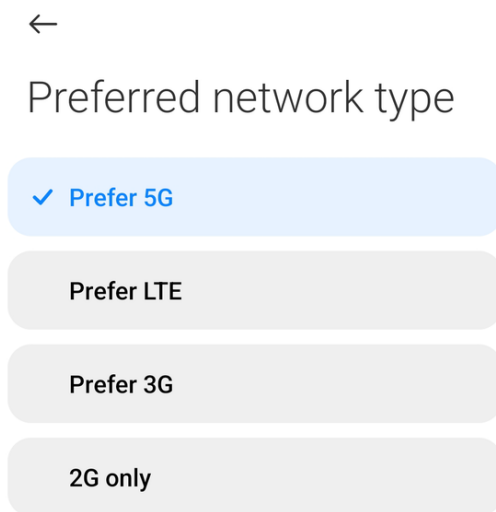 Preferred network type
Prefer 5G
Prefer LTE
Prefer 3G
2G only